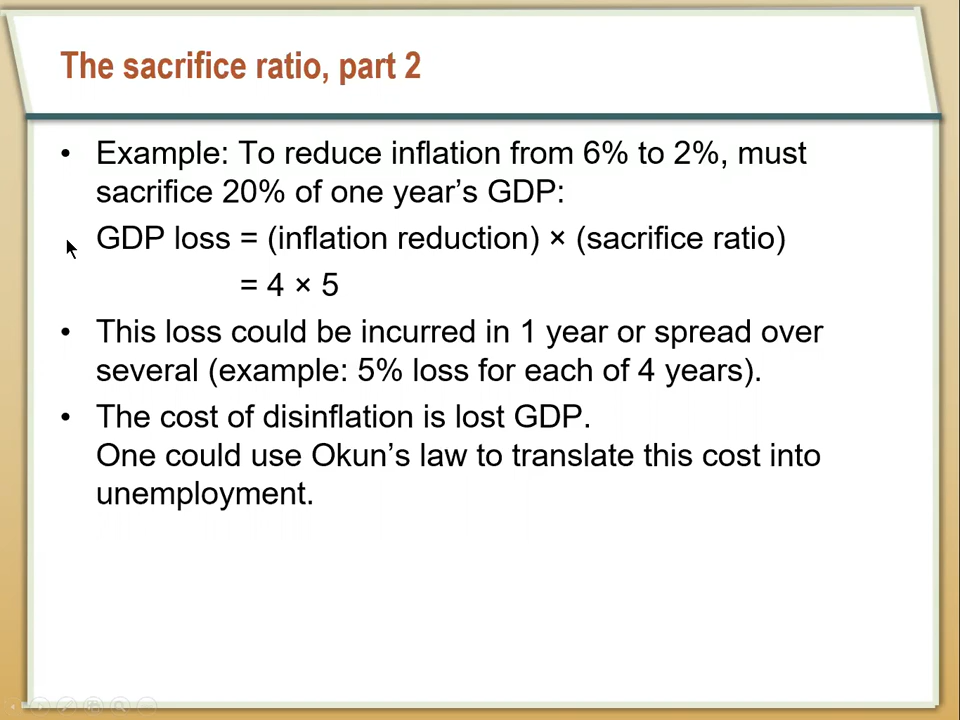 The sacrifice ratio, part 2
• Example: To reduce inflation from 6% to 2%, must
sacrifice 20% of one year’s GDP:
GDP loss = (inflation reduction) × (sacrifice ratio)
= 4 × 5
• This loss could be incurred in 1 year or spread over
several (example: 5% loss for each of 4 years).
• The cost of disinflation is lost GDP.
One could use Okun’s law to translate this cost into
unemployment.